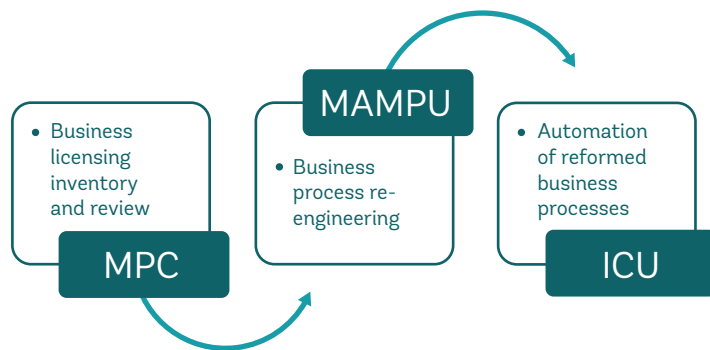 • Business
licensing
inventory
and review
MPC
MAMPU
• Business
process re-
engineering
• Automation
of reformed
business
processes
ICU